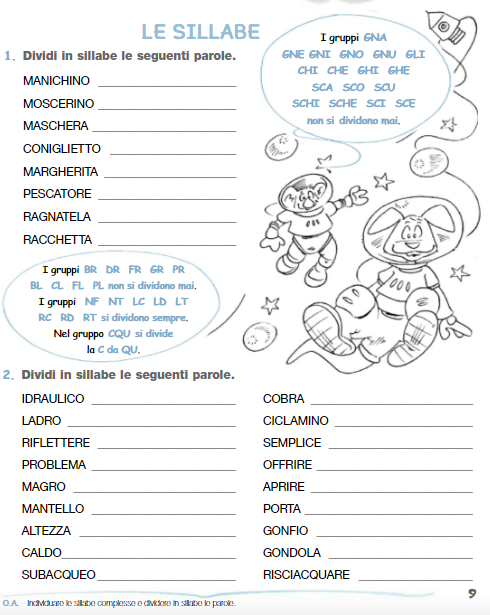 LE SILLABE
1. Dividi in sillabe le seguenti parole.
MANICHINO
MOSCERINO
MASCHERA
CONIGLIETTO
MARGHERITA
PESCATORE
RAGNATELA
RACCHETTA
I gruppi GNA
GNE GNI GNO GNU GLI
CHI CHE GHI GHE
SCA SCO SCU
SCHI SCHE SCI SCE
non si dividono mai.
I gruppi BR DR FR GR PR
BL CL FL PL non si dividono mai.
I gruppi NF NT LC LD LT
RC RD RT si dividono sempre.
Nel gruppo CQU si divide
la C da QU.
2. Dividi in sillabe le seguenti parole.
IDRAULICO
LADRO
RIFLETTERE
PROBLEMA
MAGRO
MANTELLO
ALTEZZA
CALDO
SUBACQUEO
COBRA
CICLAMINO
SEMPLICE
OFFRIRE
APRIRE
PORTA
GONFIO
GONDOLA
RISCIACQUARE
O.A. Individuare le sillabe complesse e dividere in sillabe le parole.
9